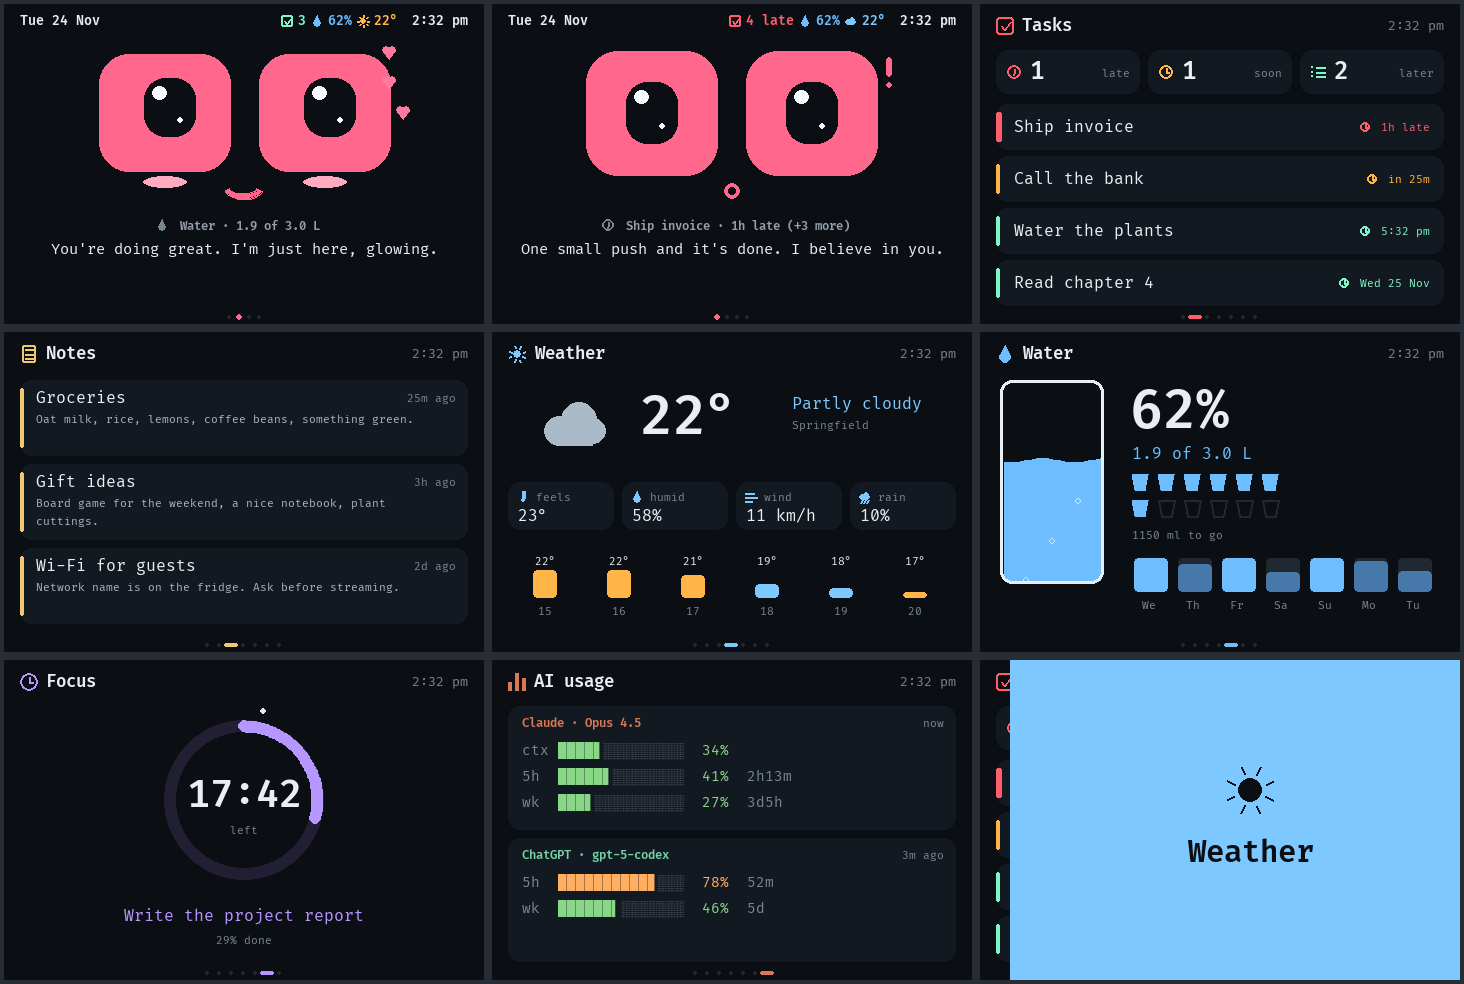 Tue 24 Nov 3 62% 22° 2:32 pm
Water · 1.9 of 3.0 L
You're doing great. I'm just here, glowing.
Tue 24 Nov 4 late 62% 22° 2:32 pm
!
Ship invoice · 1h late (+3 more)
One small push and it's done. I believe in you.
Tasks 2:32 pm
1 late 1 soon 2 later
Ship invoice 1h late
Call the bank in 25m
Water the plants 5:32 pm
Read chapter 4 Wed 25 Nov
Notes 2:32 pm
Groceries 25m ago
Oat milk, rice, lemons, coffee beans, something green.
Gift ideas 3h ago
Board game for the weekend, a nice notebook, plant
cuttings.
Wi-Fi for guests 2d ago
Network name is on the fridge. Ask before streaming.
Weather 2:32 pm
22° Partly cloudy
Springfield
feels humid wind rain
23° 58% 11 km/h 10%
22° 22° 21° 19° 18° 17°
15 16 17 18 19 20
Water 2:32 pm
62%
1.9 of 3.0 L
1150 ml to go
We Th Fr Sa Su Mo Tu
Focus 2:32 pm
17:42
left
Write the project report
29% done
AI usage 2:32 pm
Claude · Opus 4.5 now
ctx 34%
5h 41% 2h13m
wk 27% 3d5h
ChatGPT · gpt-5-codex 3m ago
5h 78% 52m
wk 46% 5d
Weather